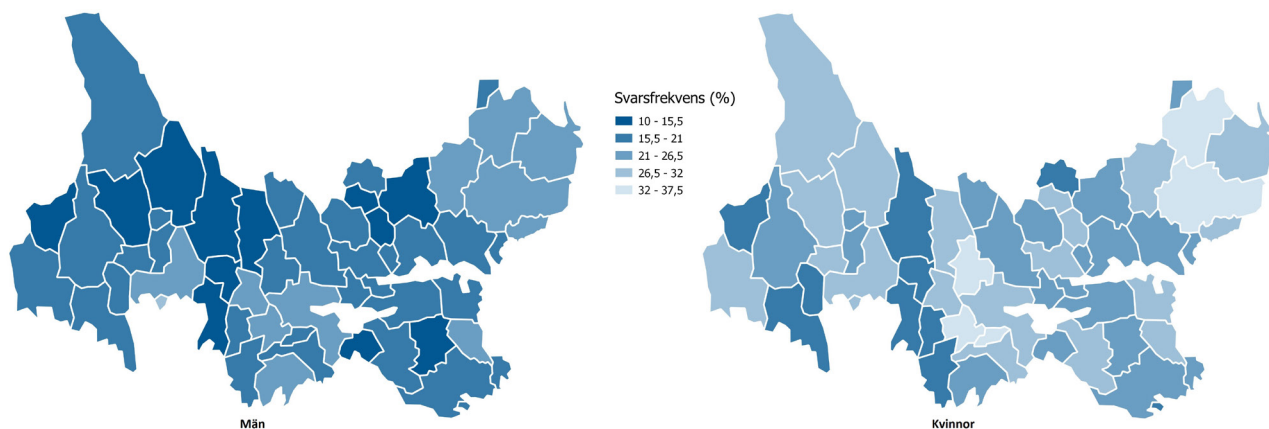 Svarsfrekvens (%)
10 - 15,5
15,5 - 21
21 - 26,5
26,5 - 32
32 - 37,5
Män
Kvinnor